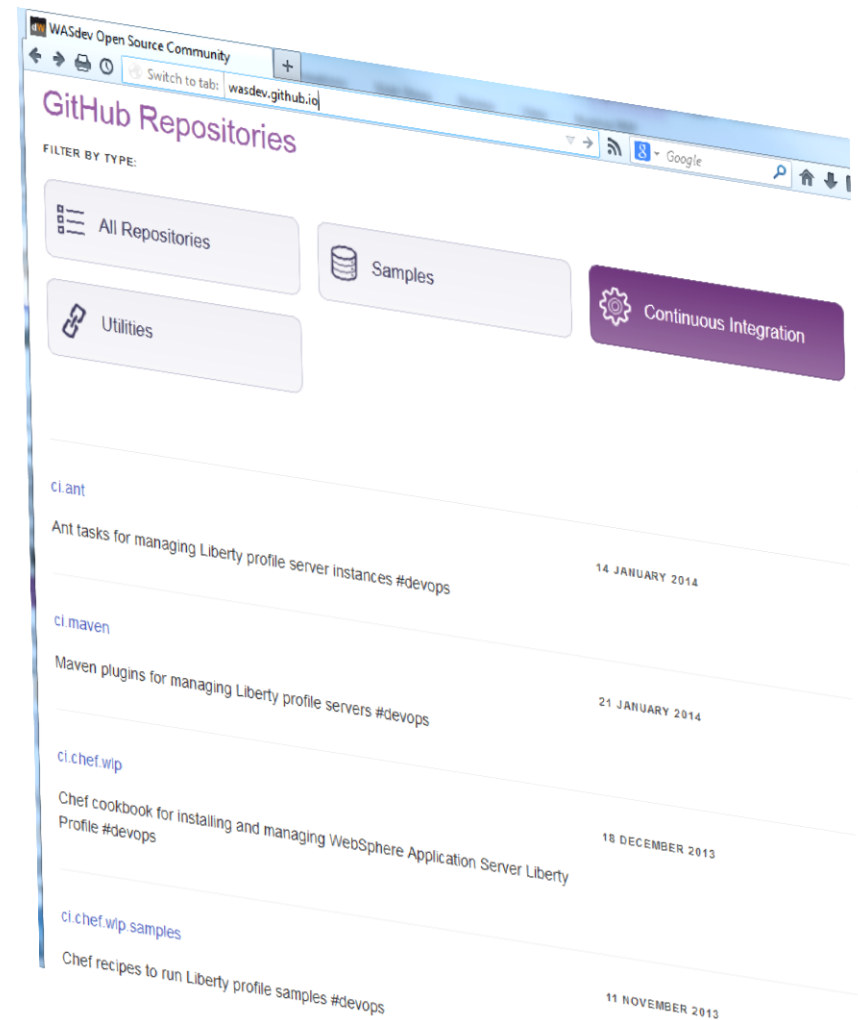 WASdev Open Source Community
Switch to tab: wasdev.github.io
Google
GitHub Repositories
FILTER BY TYPE:
All Repositories
Samples
Continuous Integration
Utilities
ci.ant
Ant tasks for managing Liberty profile server instances #devops
14 JANUARY 2014
ci.maven
Maven plugins for managing Liberty profile servers #devops
21 JANUARY 2014
ci.chef.wlp
Chef cookbook for installing and managing WebSphere Application Server Liberty
Profile #devops
18 DECEMBER 2013
ci.chef.wlp.samples
Chef recipes to run Liberty profile samples #devops
11 NOVEMBER 2013